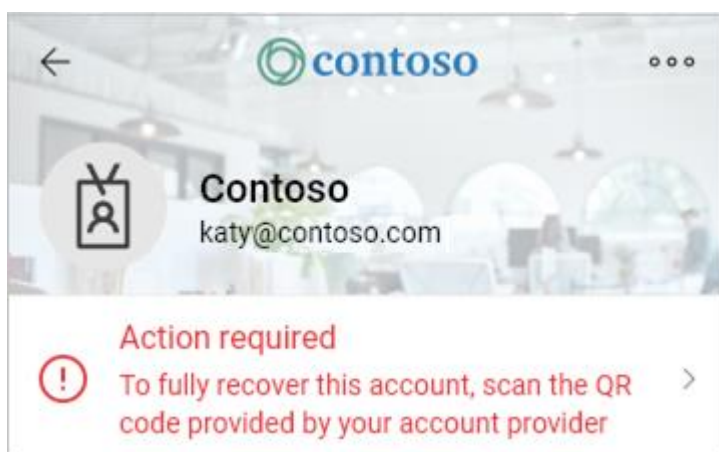 contoso
Contoso
katy@contoso.com
Action required
To fully recover this account, scan the QR
code provided by your account provider